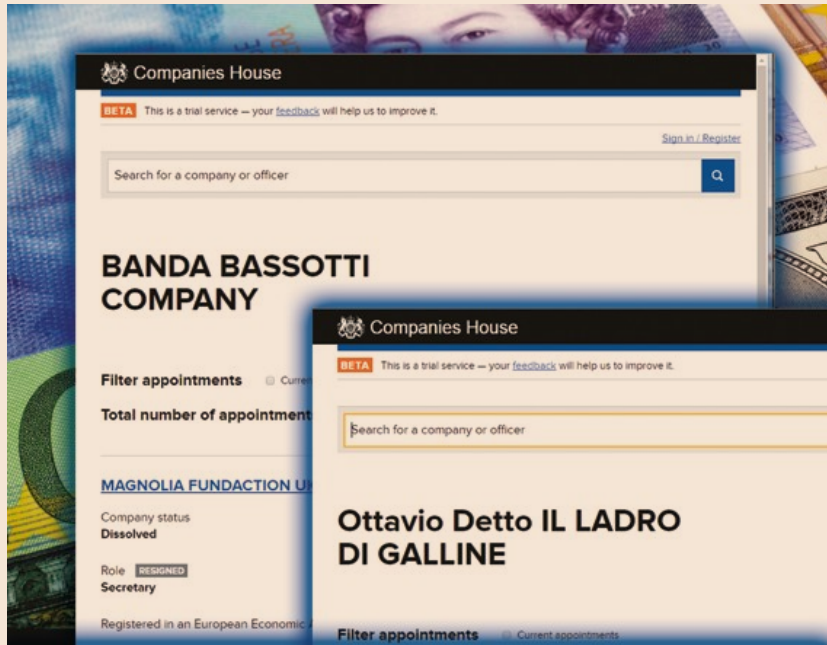 Companies House
BETA This is a trial service — your feedback will help us to improve it.
Sign in / Register
Search for a company or officer
BANDA BASSOTTI
COMPANY
Filter appointments
Total number of appointment
MAGNOLIA FUNDACTION
Company status
Dissolved
Role RESIGNED
Secretary
Registered in an European Economic
Companies House
BETA This is a trial service — your feedback will help us to improve it.
Search for a company or officer
Ottavio Detto IL LADRO
DI GALLINE
Filter appointments Current appointments